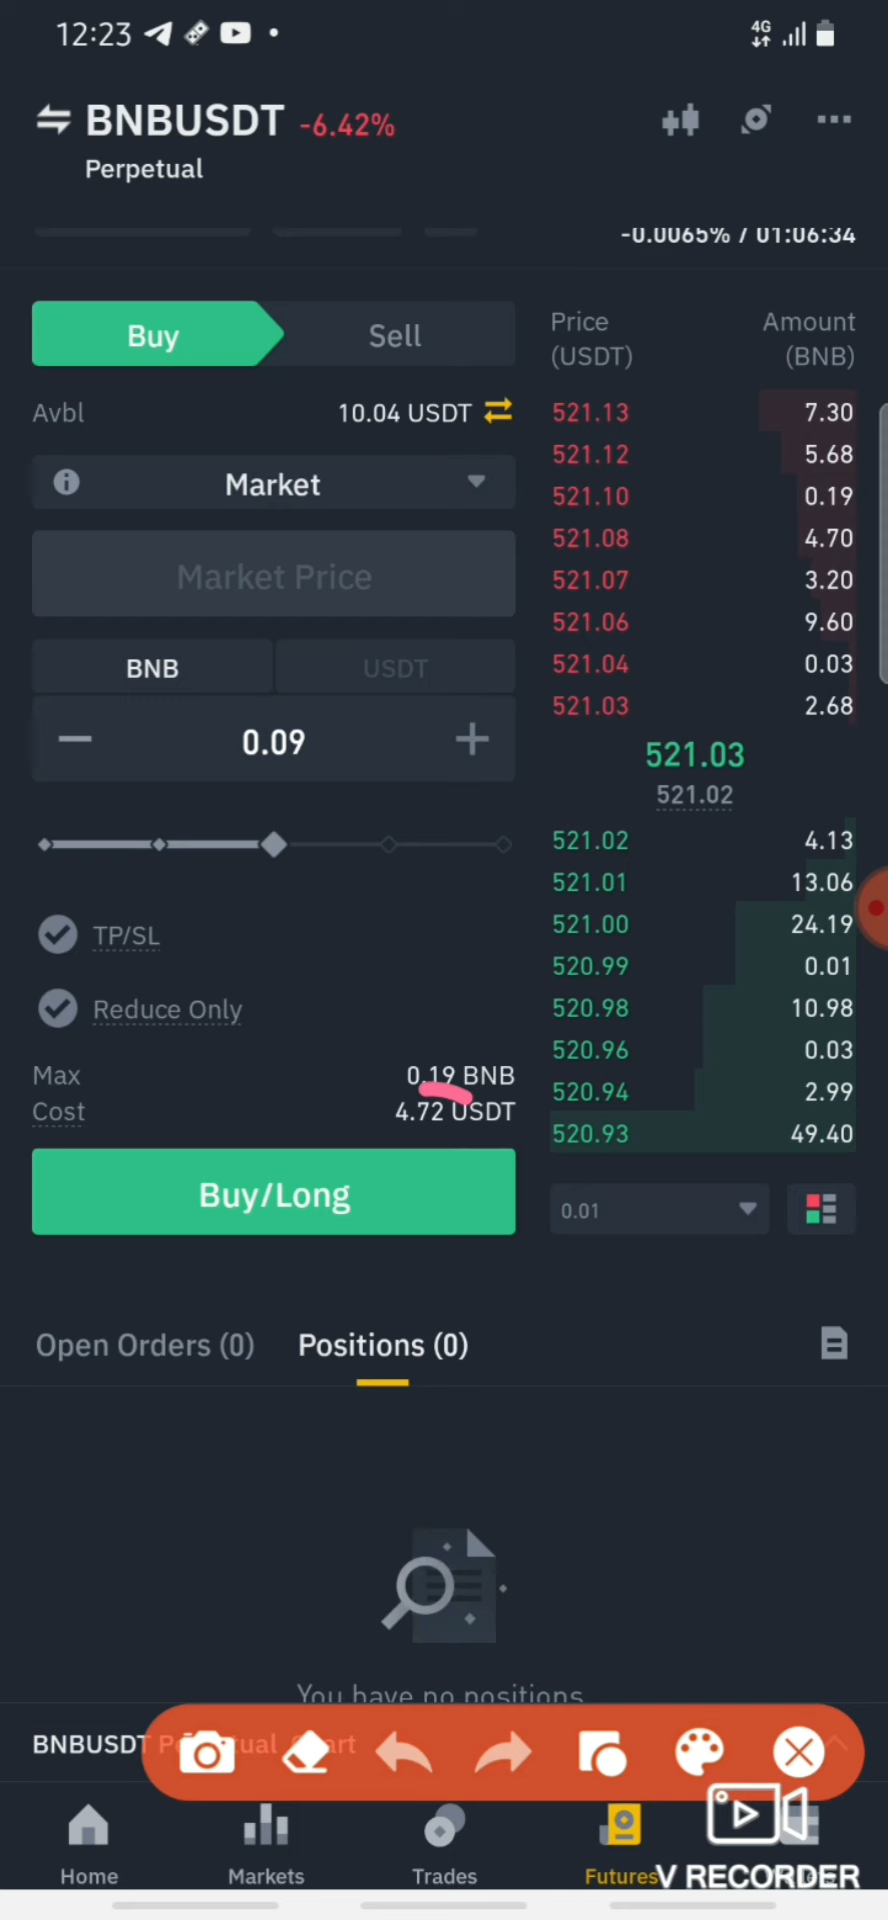 12:23 4G
BNBUSDT -6.42%
Perpetual
-0.0065% / 01:06:34
Buy Sell
Avbl 10.04 USDT
Market
Market Price
BNB USDT
0.09
TP/SL
Reduce Only
Max 0.19 BNB
Cost 4.72 USDT
Buy/Long
Price Amount
(USDT) (BNB)
521.13 7.30
521.12 5.68
521.10 0.19
521.08 4.70
521.07 3.20
521.06 9.60
521.04 0.03
521.03 2.68
521.03
521.02
521.02 4.13
521.01 13.06
521.00 24.19
520.99 0.01
520.98 10.98
520.96 0.03
520.94 2.99
520.93 49.40
0.01
Open Orders (0) Positions (0)
You have no positions
BNBUSDT Perpetual Chart
Home Markets Trades Futures
V RECORDER